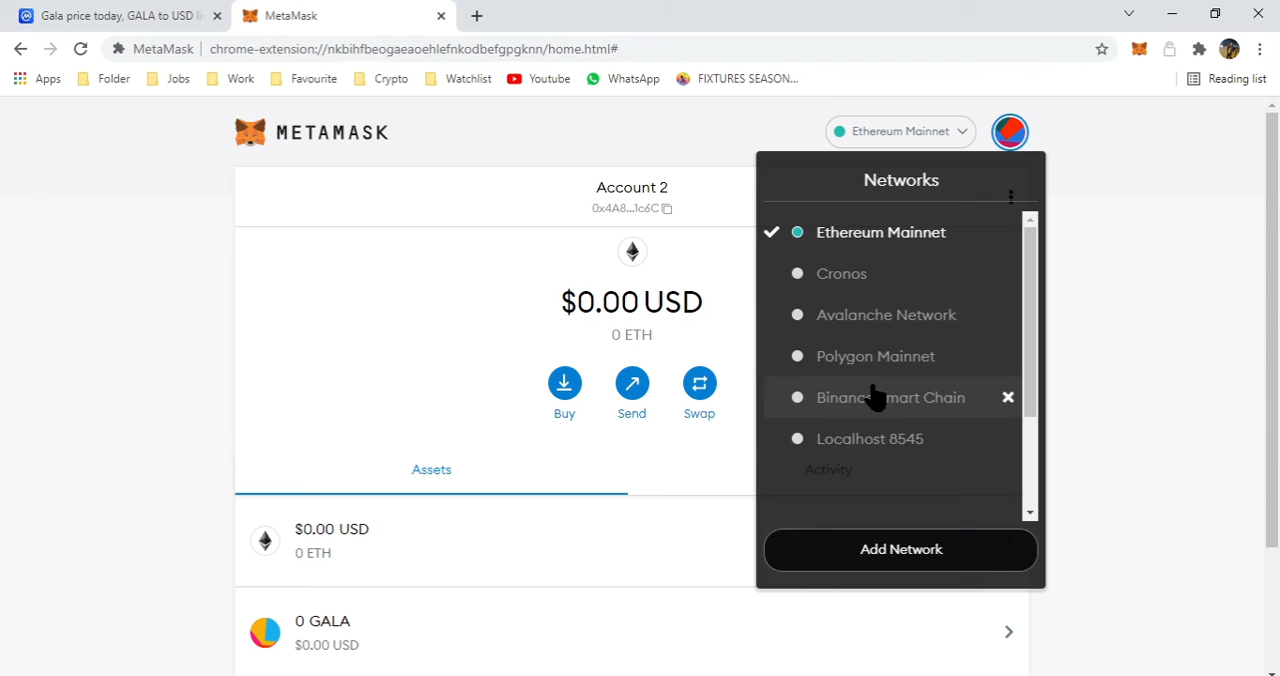 Gala price today, GALA to USD li
MetaMask
MetaMask
chrome-extension://nkbihfbeogaeaoehlefnkodbefgpgknn/home.html#
Apps
Folder
Jobs
Work
Favourite
Crypto
Watchlist
Youtube
WhatsApp
FIXTURES SEASON...
Reading list
METAMASK
Ethereum Mainnet
Account 2
0x4A8...1c6C
$0.00 USD
0 ETH
Buy
Send
Swap
Assets
Activity
$0.00 USD
0 ETH
0 GALA
$0.00 USD
Networks
Ethereum Mainnet
Cronos
Avalanche Network
Polygon Mainnet
Binance Smart Chain
Localhost 8545
Add Network